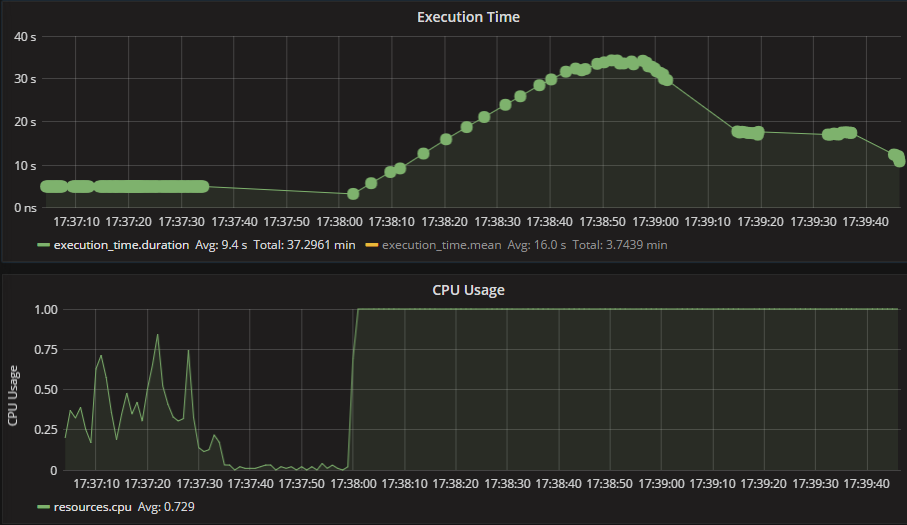 Execution Time
40 s
30 s
20 s
10 s
0 ns
17:37:10 17:37:20 17:37:30 17:37:40 17:37:50 17:38:00 17:38:10 17:38:20 17:38:30 17:38:40 17:38:50 17:39:00 17:39:10 17:39:20 17:39:30 17:39:40
execution_time.duration Avg: 9.4 s Total: 37.2961 min execution_time.mean Avg: 16.0 s Total: 3.7439 min
CPU Usage
CPU Usage
1.00
0.75
0.50
0.25
0
17:37:10 17:37:20 17:37:30 17:37:40 17:37:50 17:38:00 17:38:10 17:38:20 17:38:30 17:38:40 17:38:50 17:39:00 17:39:10 17:39:20 17:39:30 17:39:40
resources.cpu Avg: 0.729